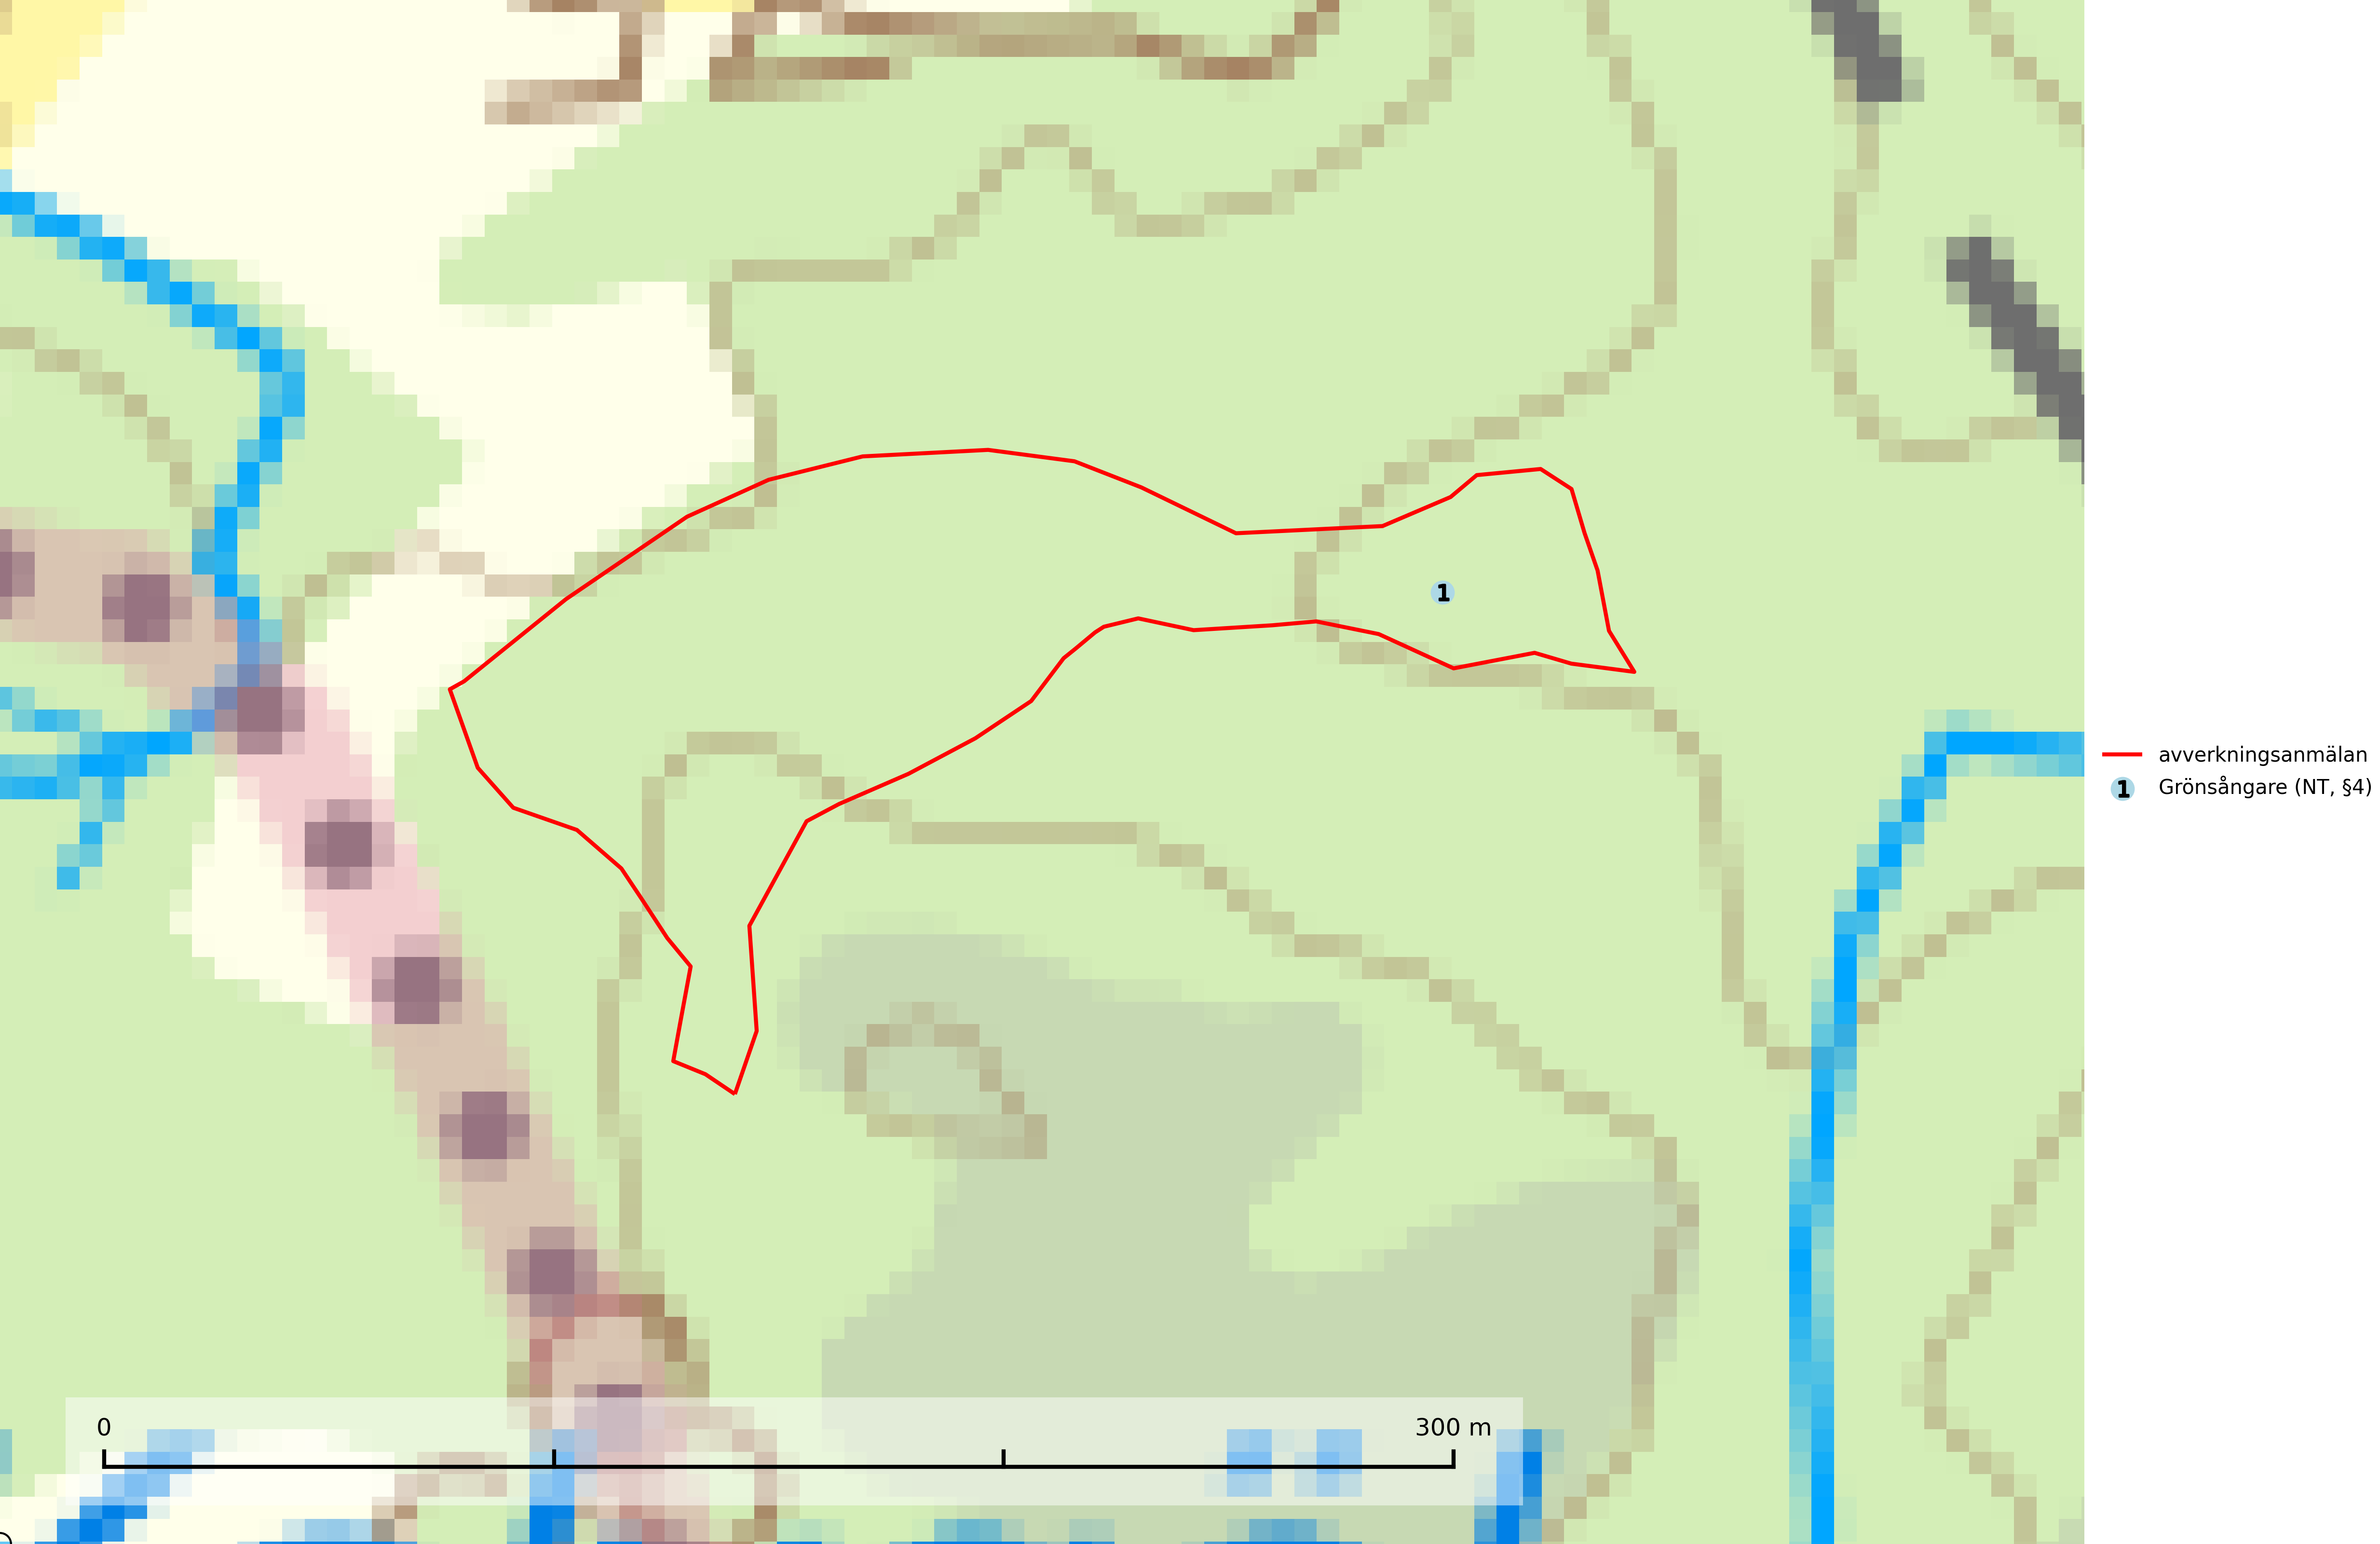 1
avverkningsanmälan
1 Grönsångare (NT, §4)
0 300 m